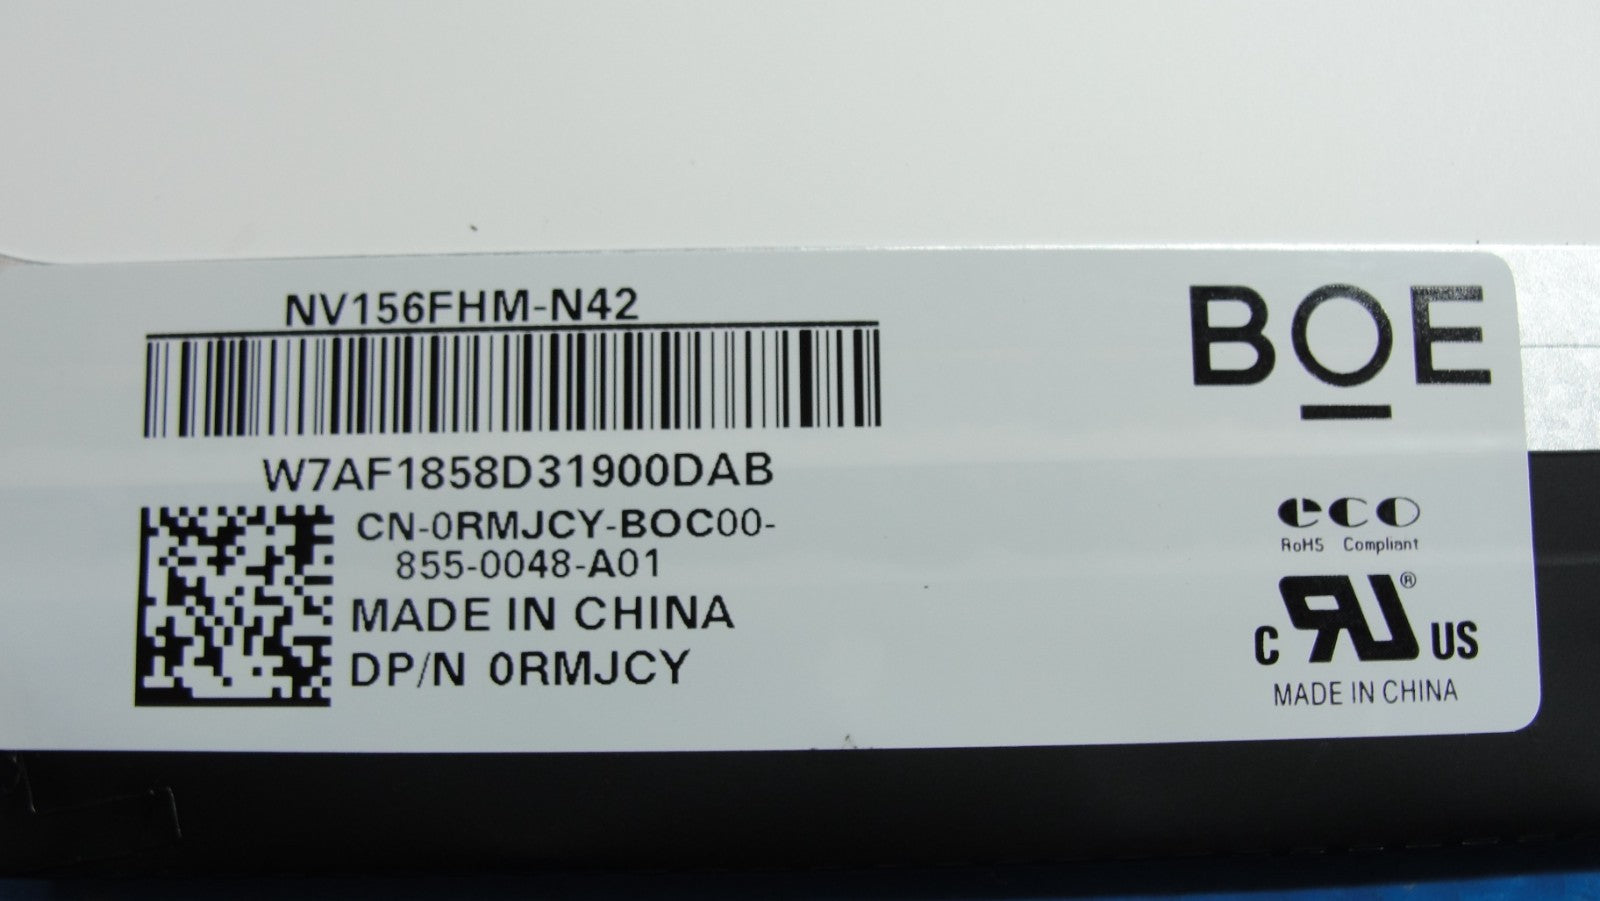 NV156FHM-N42
BOE
W7AF1858D31900DAB
CN-0RMJCY-BOC00-
855-0048-A01
MADE IN CHINA
DP/N 0RMJCY
eco
RoHS Compliant
c RU ® US
MADE IN CHINA